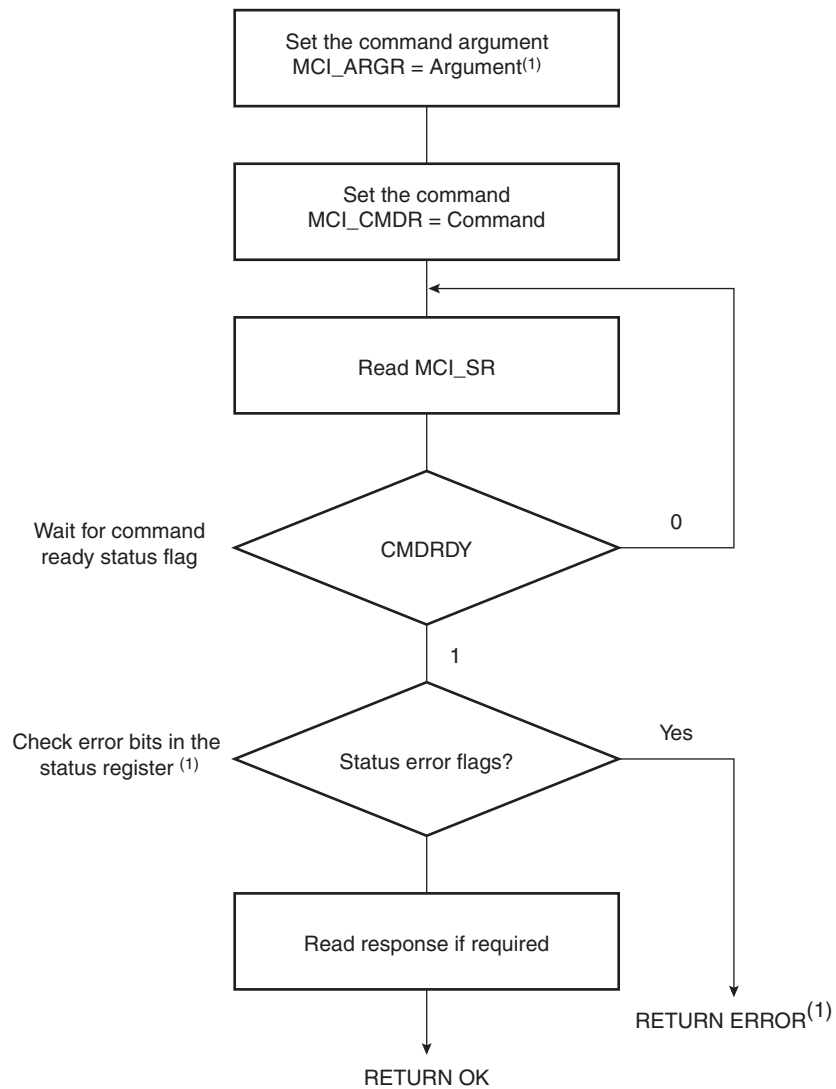 Set the command argument
MCI_ARGR = Argument(1)
Set the command
MCI_CMDR = Command
Read MCI_SR
Wait for command
ready status flag
CMDRDY
0
1
Check error bits in the
status register (1)
Status error flags?
Yes
Read response if required
RETURN ERROR(1)
RETURN OK